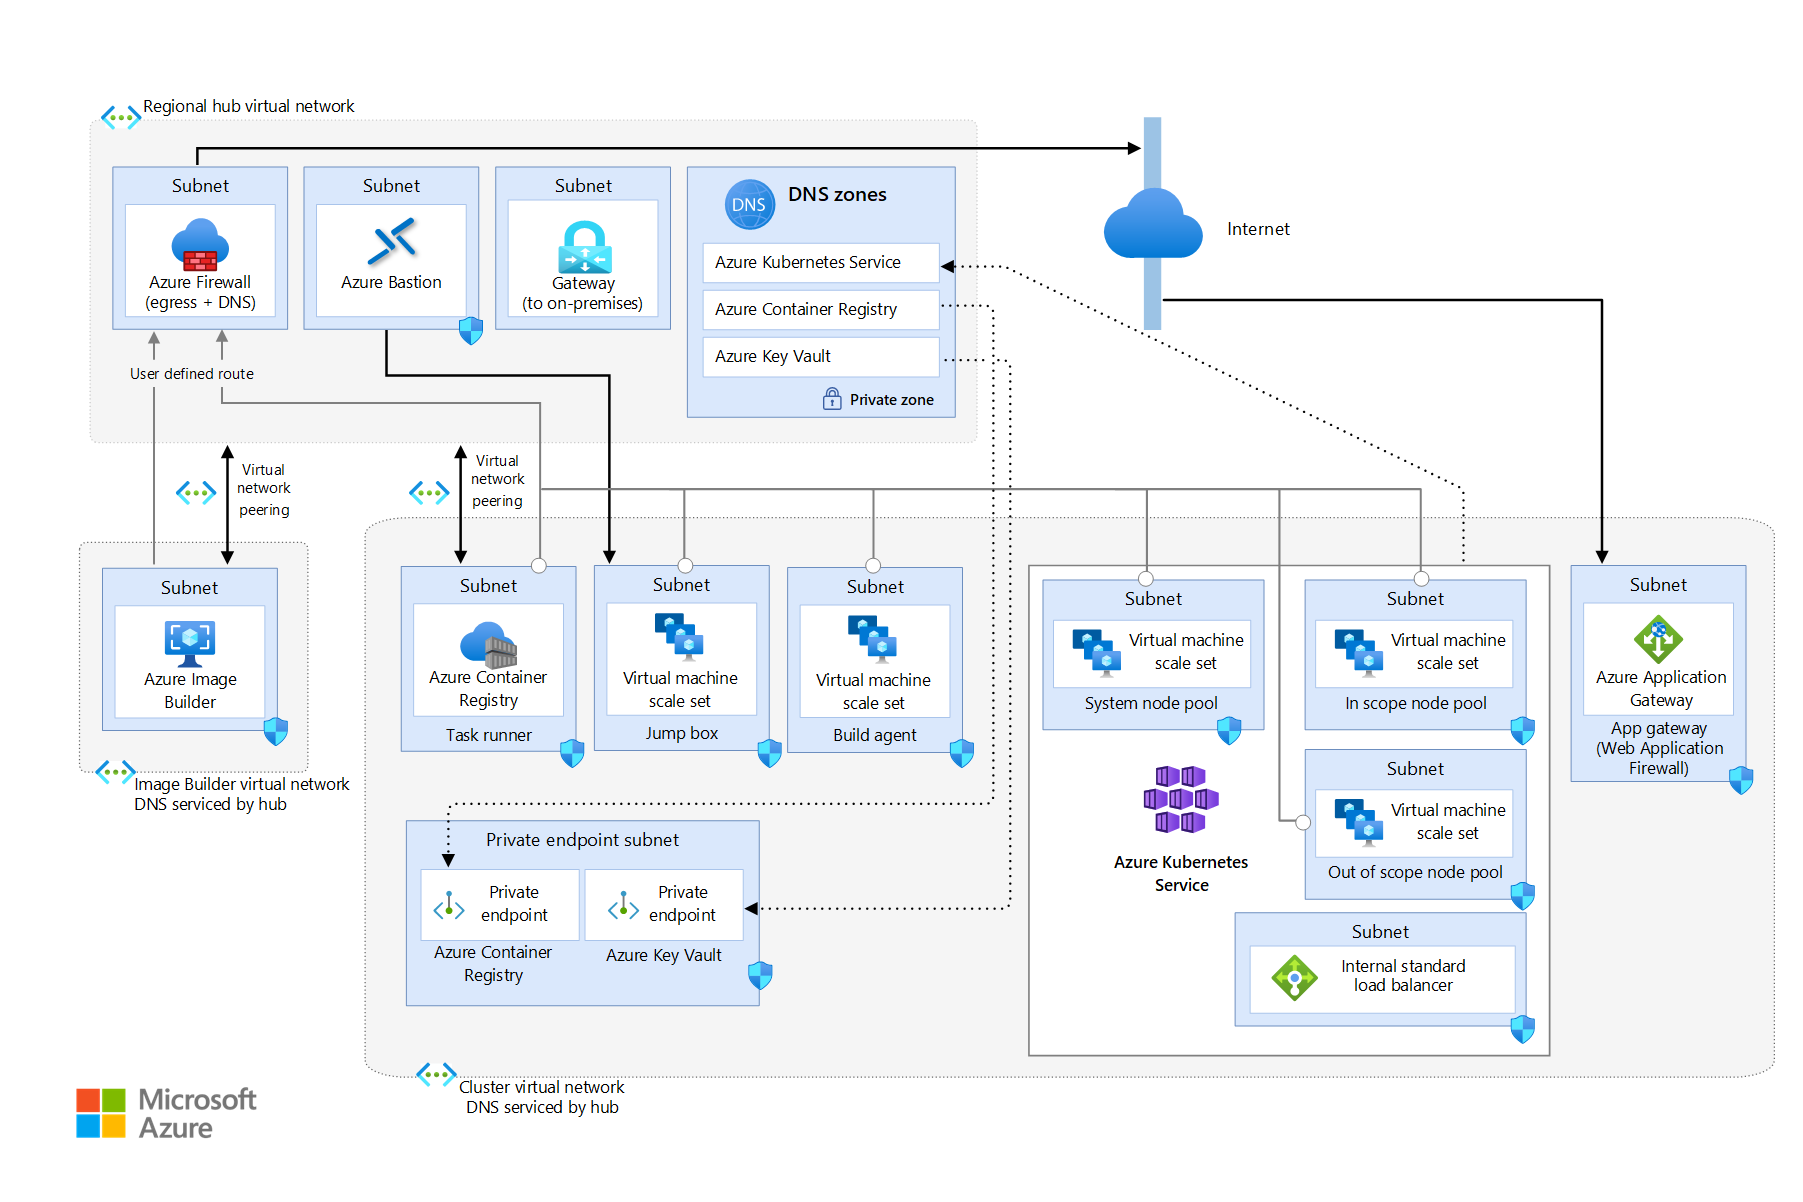 Regional hub virtual network
Subnet
Azure Firewall
(egress + DNS)
Subnet
Azure Bastion
Subnet
Gateway
(to on-premises)
DNS
DNS zones
Azure Kubernetes Service
Azure Container Registry
Azure Key Vault
Private zone
Internet
User defined route
Virtual
network
peering
Virtual
network
peering
Subnet
Azure Image
Builder
Image Builder virtual network
DNS serviced by hub
Subnet
Azure Container
Registry
Task runner
Subnet
Virtual machine
scale set
Jump box
Subnet
Virtual machine
scale set
Build agent
Subnet
Virtual machine
scale set
System node pool
Subnet
Virtual machine
scale set
In scope node pool
Subnet
Azure Application
Gateway
App gateway
(Web Application
Firewall)
Azure Kubernetes
Service
Subnet
Virtual machine
scale set
Out of scope node pool
Subnet
Internal standard
load balancer
Private endpoint subnet
Private
endpoint
Azure Container
Registry
Private
endpoint
Azure Key Vault
Cluster virtual network
DNS serviced by hub
Microsoft
Azure